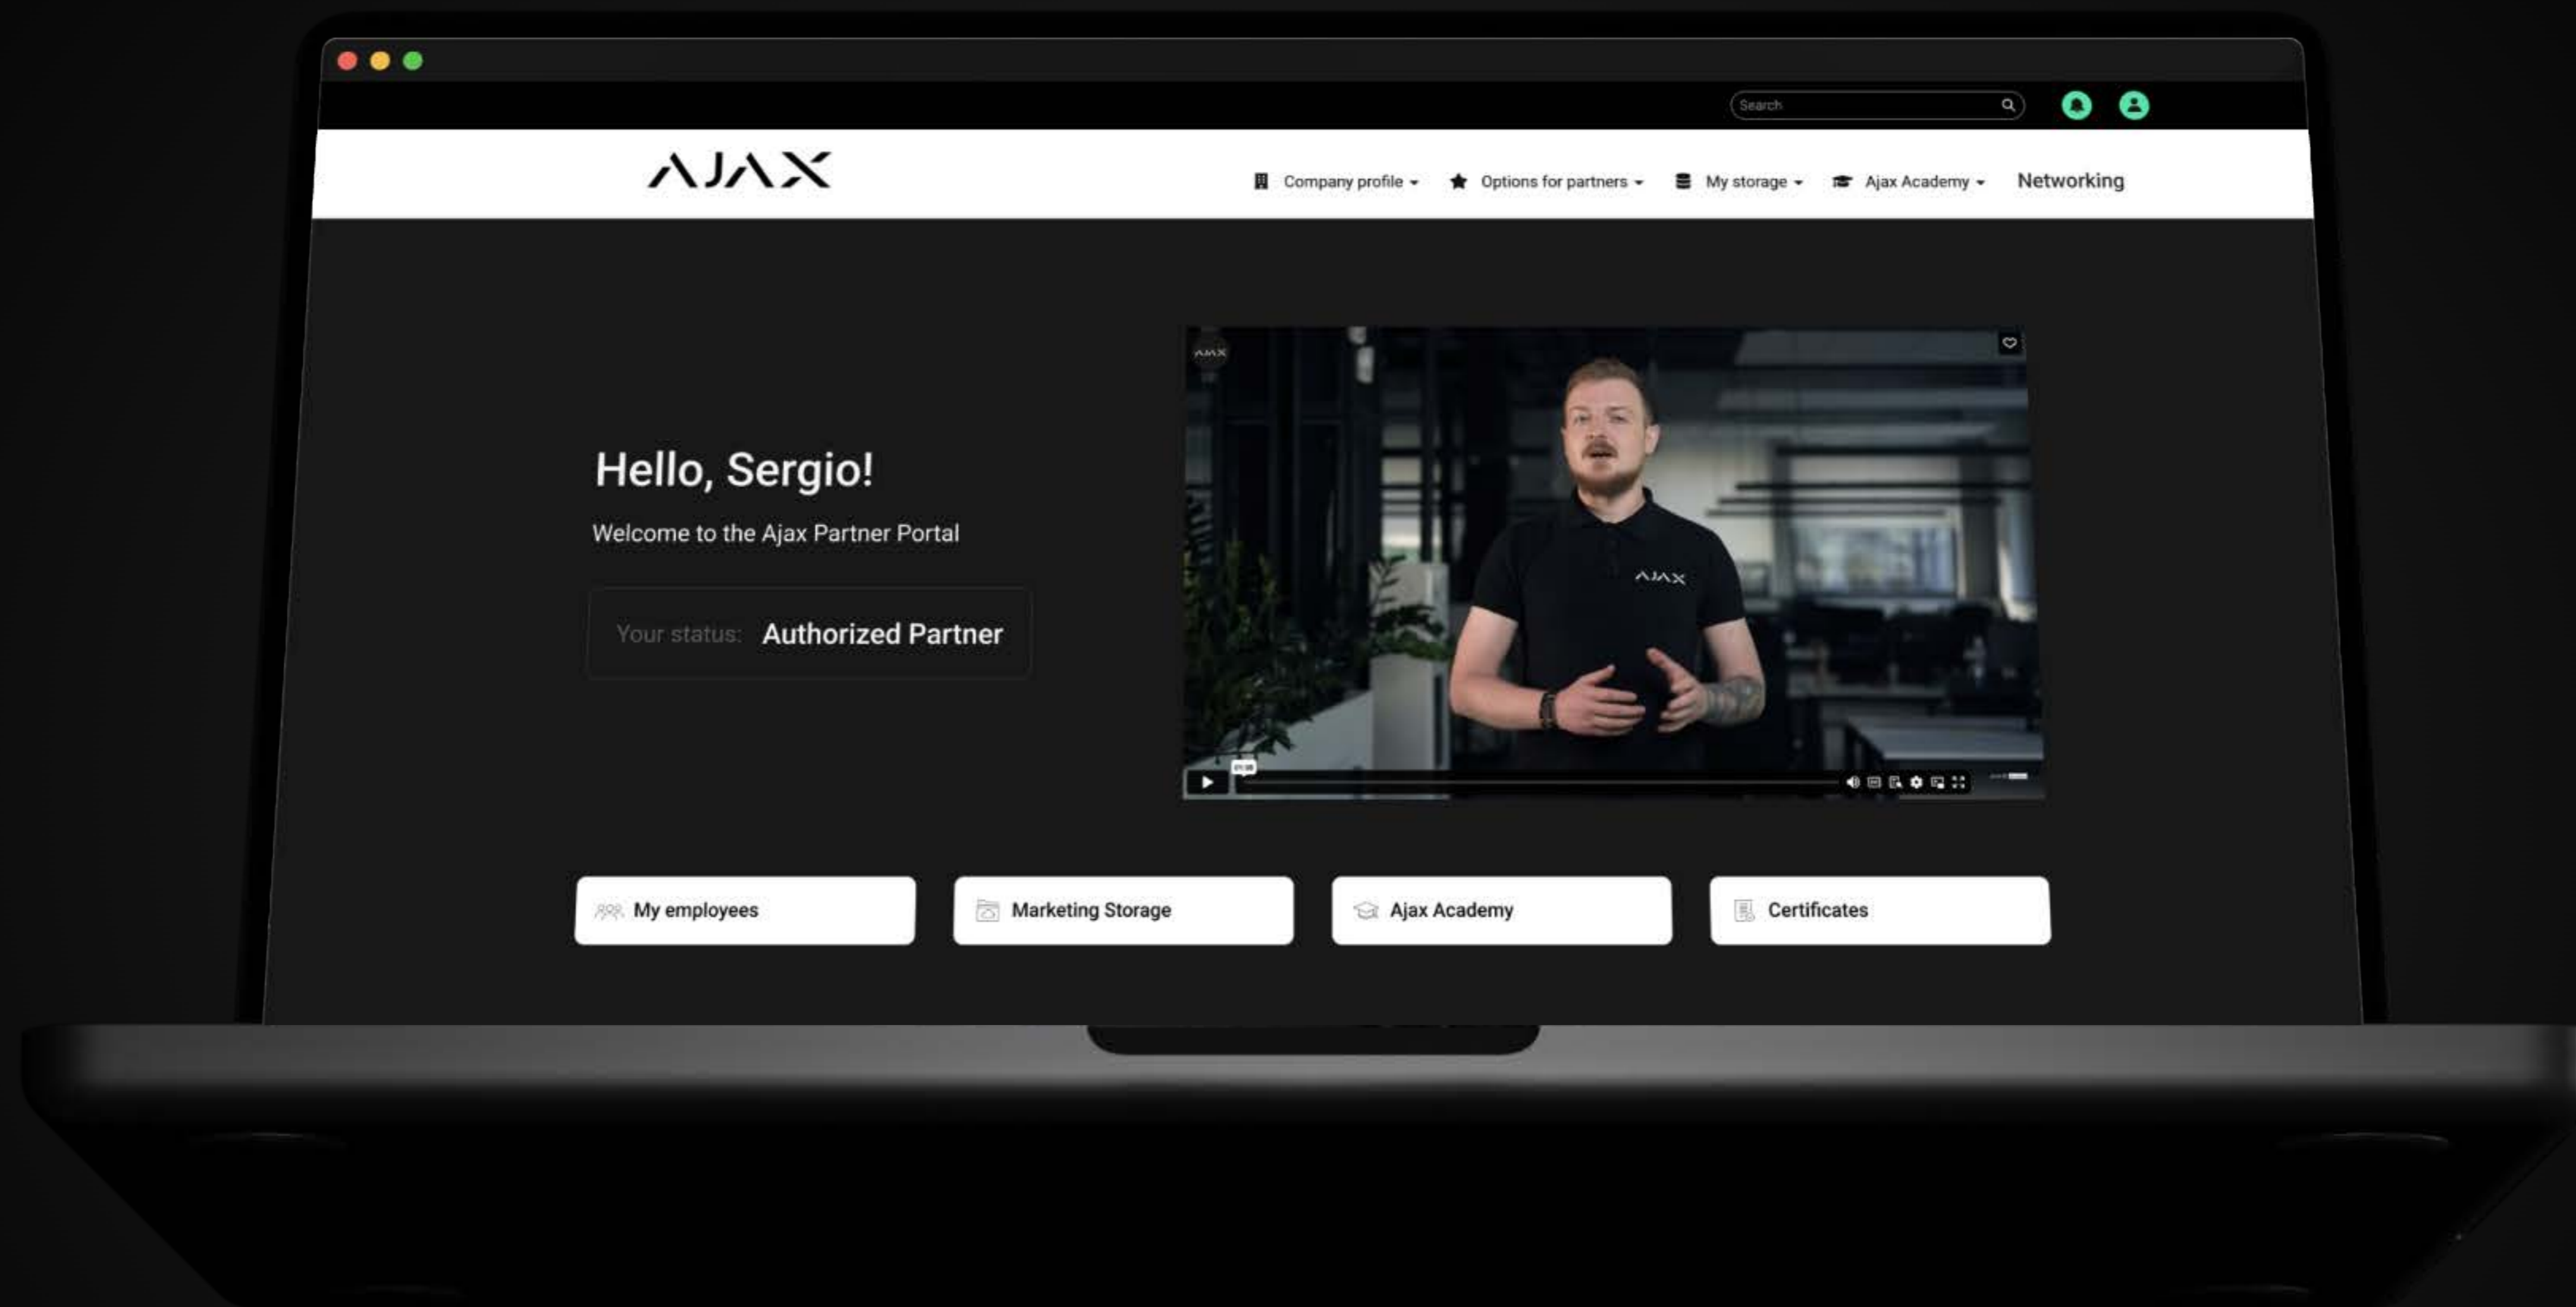 Search
AJAX
Company profile
Options for partners
My storage
Ajax Academy
Networking
AJAX
Hello, Sergio!
Welcome to the Ajax Partner Portal
Your status: Authorized Partner
AJAX
My employees
Marketing Storage
Ajax Academy
Certificates